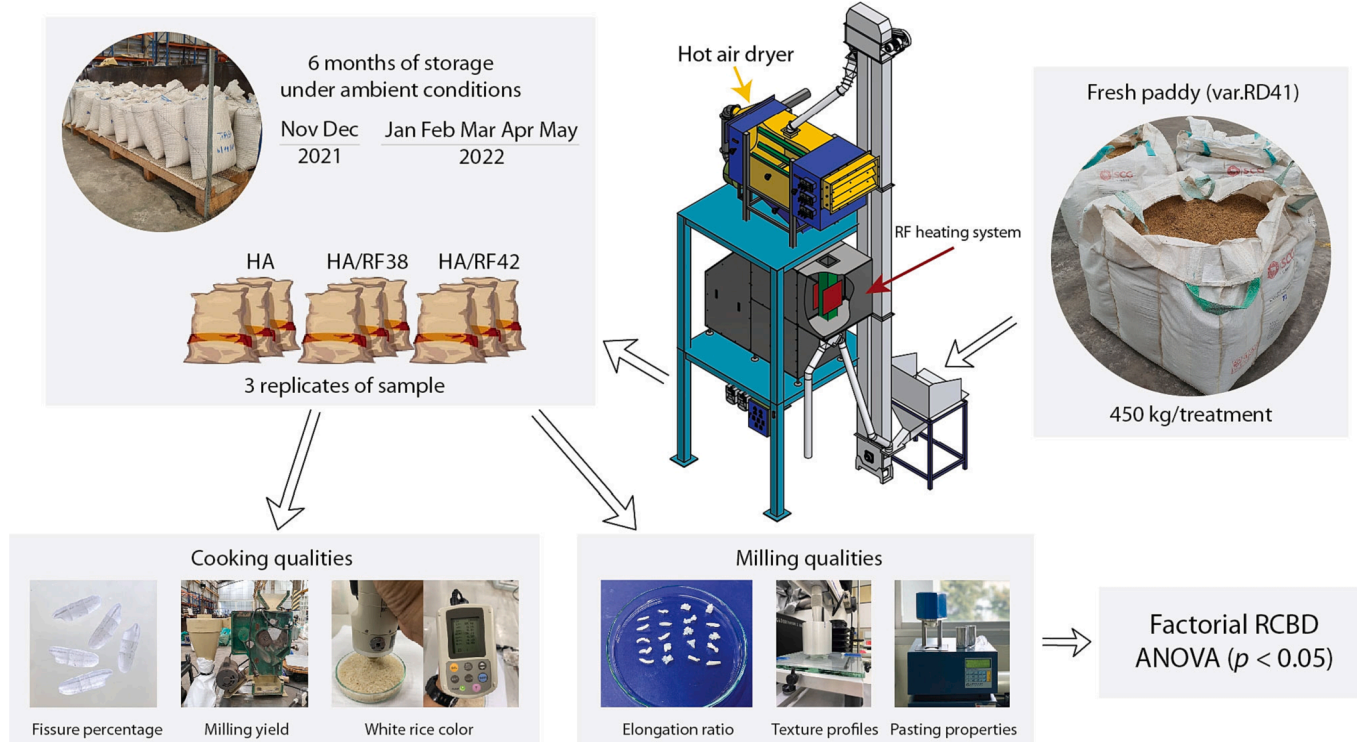 6 months of storage
under ambient conditions
Nov Dec
2021
Jan Feb Mar Apr May
2022
HA
HA/RF38
HA/RF42
3 replicates of sample
Hot air dryer
RF heating system
Fresh paddy (var.RD41)
SCG
SCG
SCG
450 kg/treatment
Cooking qualities
Fissure percentage
Milling yield
White rice color
Milling qualities
Elongation ratio
Texture profiles
Pasting properties
Factorial RCBD
ANOVA (p < 0.05)